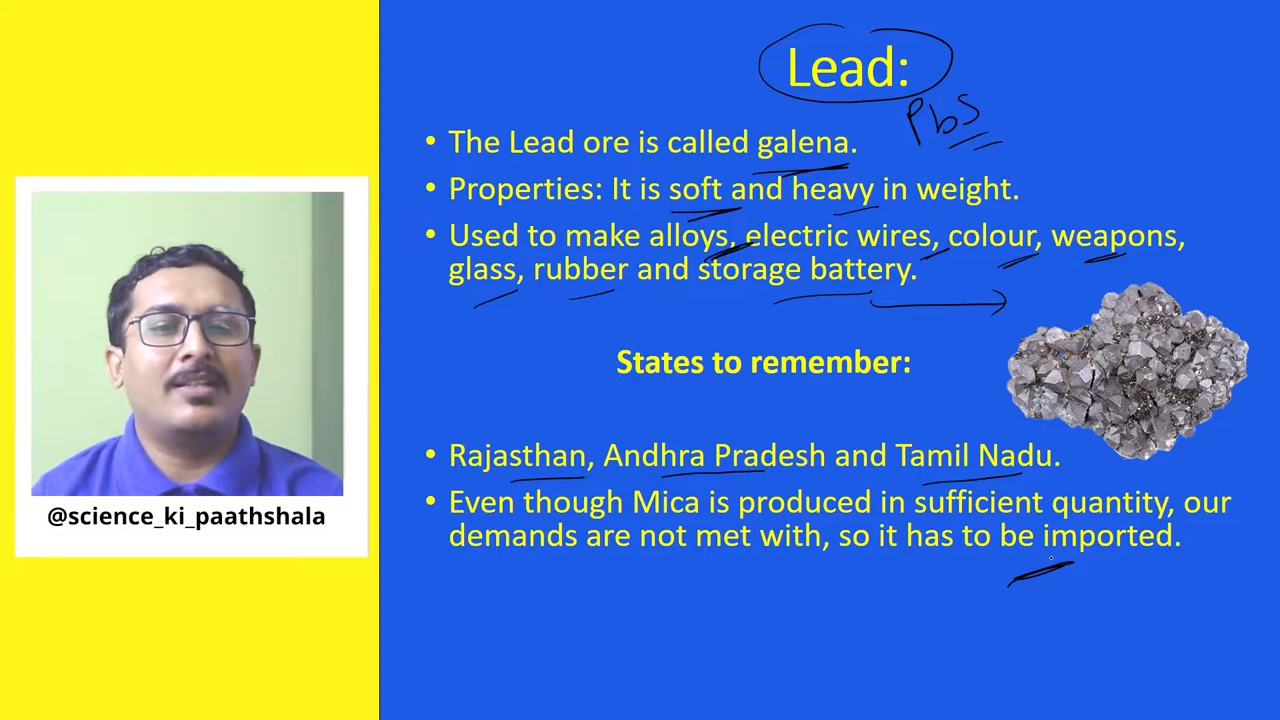 Lead:
PbS
• The Lead ore is called galena.
• Properties: It is soft and heavy in weight.
• Used to make alloys, electric wires, colour, weapons,
glass, rubber and storage battery.
States to remember:
• Rajasthan, Andhra Pradesh and Tamil Nadu.
• Even though Mica is produced in sufficient quantity, our
demands are not met with, so it has to be imported.
@science_ki_paathshala